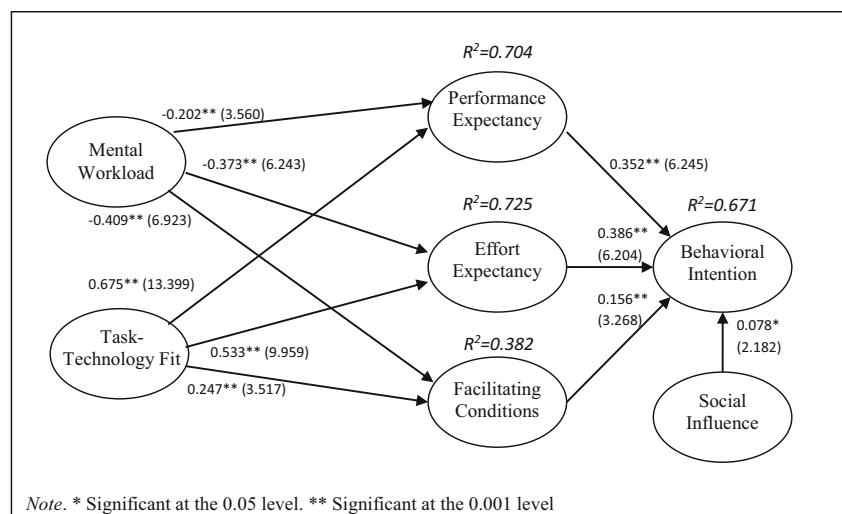 R²=0.704
Performance
Expectancy
-0.202** (3.560)
Mental
Workload
-0.373** (6.243)
0.352** (6.245)
-0.409** (6.923)
R²=0.725
R²=0.671
Effort
Expectancy
0.386**
(6.204)
Behavioral
Intention
0.675** (13.399)
0.156**
(3.268)
Task-
Technology Fit
0.533** (9.959)
R²=0.382
0.078*
(2.182)
0.247** (3.517)
Facilitating
Conditions
Social
Influence
Note. * Significant at the 0.05 level. ** Significant at the 0.001 level